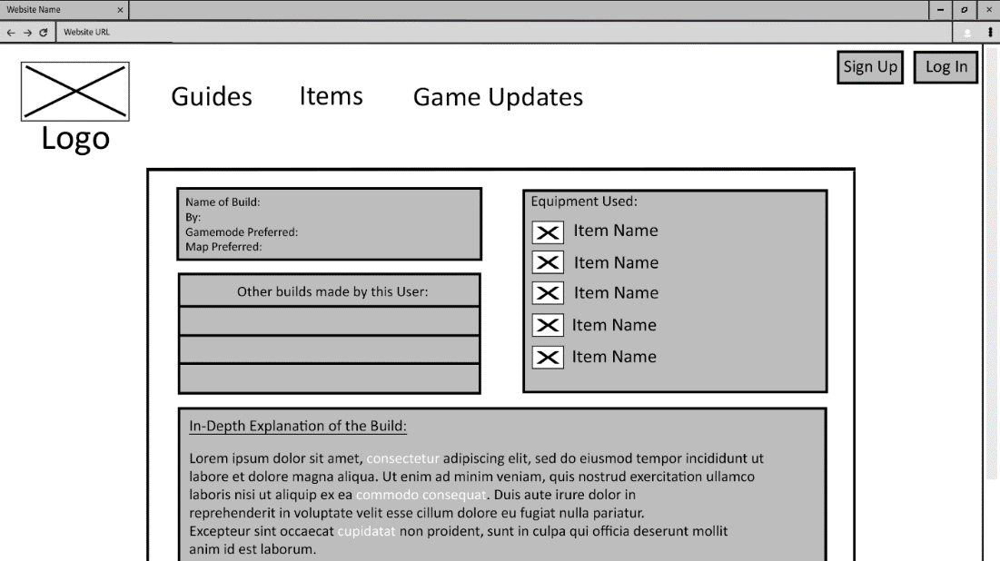 Website Name
Website URL
Sign Up
Log In
Logo
Guides
Items
Game Updates
Name of Build:
By:
Gamemode Preferred:
Map Preferred:
Other builds made by this User:
Equipment Used:
Item Name
Item Name
Item Name
Item Name
Item Name
In-Depth Explanation of the Build:
Lorem ipsum dolor sit amet, consectetur adipiscing elit, sed do eiusmod tempor incididunt ut
labore et dolore magna aliqua. Ut enim ad minim veniam, quis nostrud exercitation ullamco
laboris nisi ut aliquip ex ea commodo consequat. Duis aute irure dolor in
reprehenderit in voluptate velit esse cillum dolore eu fugiat nulla pariatur.
Excepteur sint occaecat cupidatat non proident, sunt in culpa qui officia deserunt mollit
anim id est laborum.